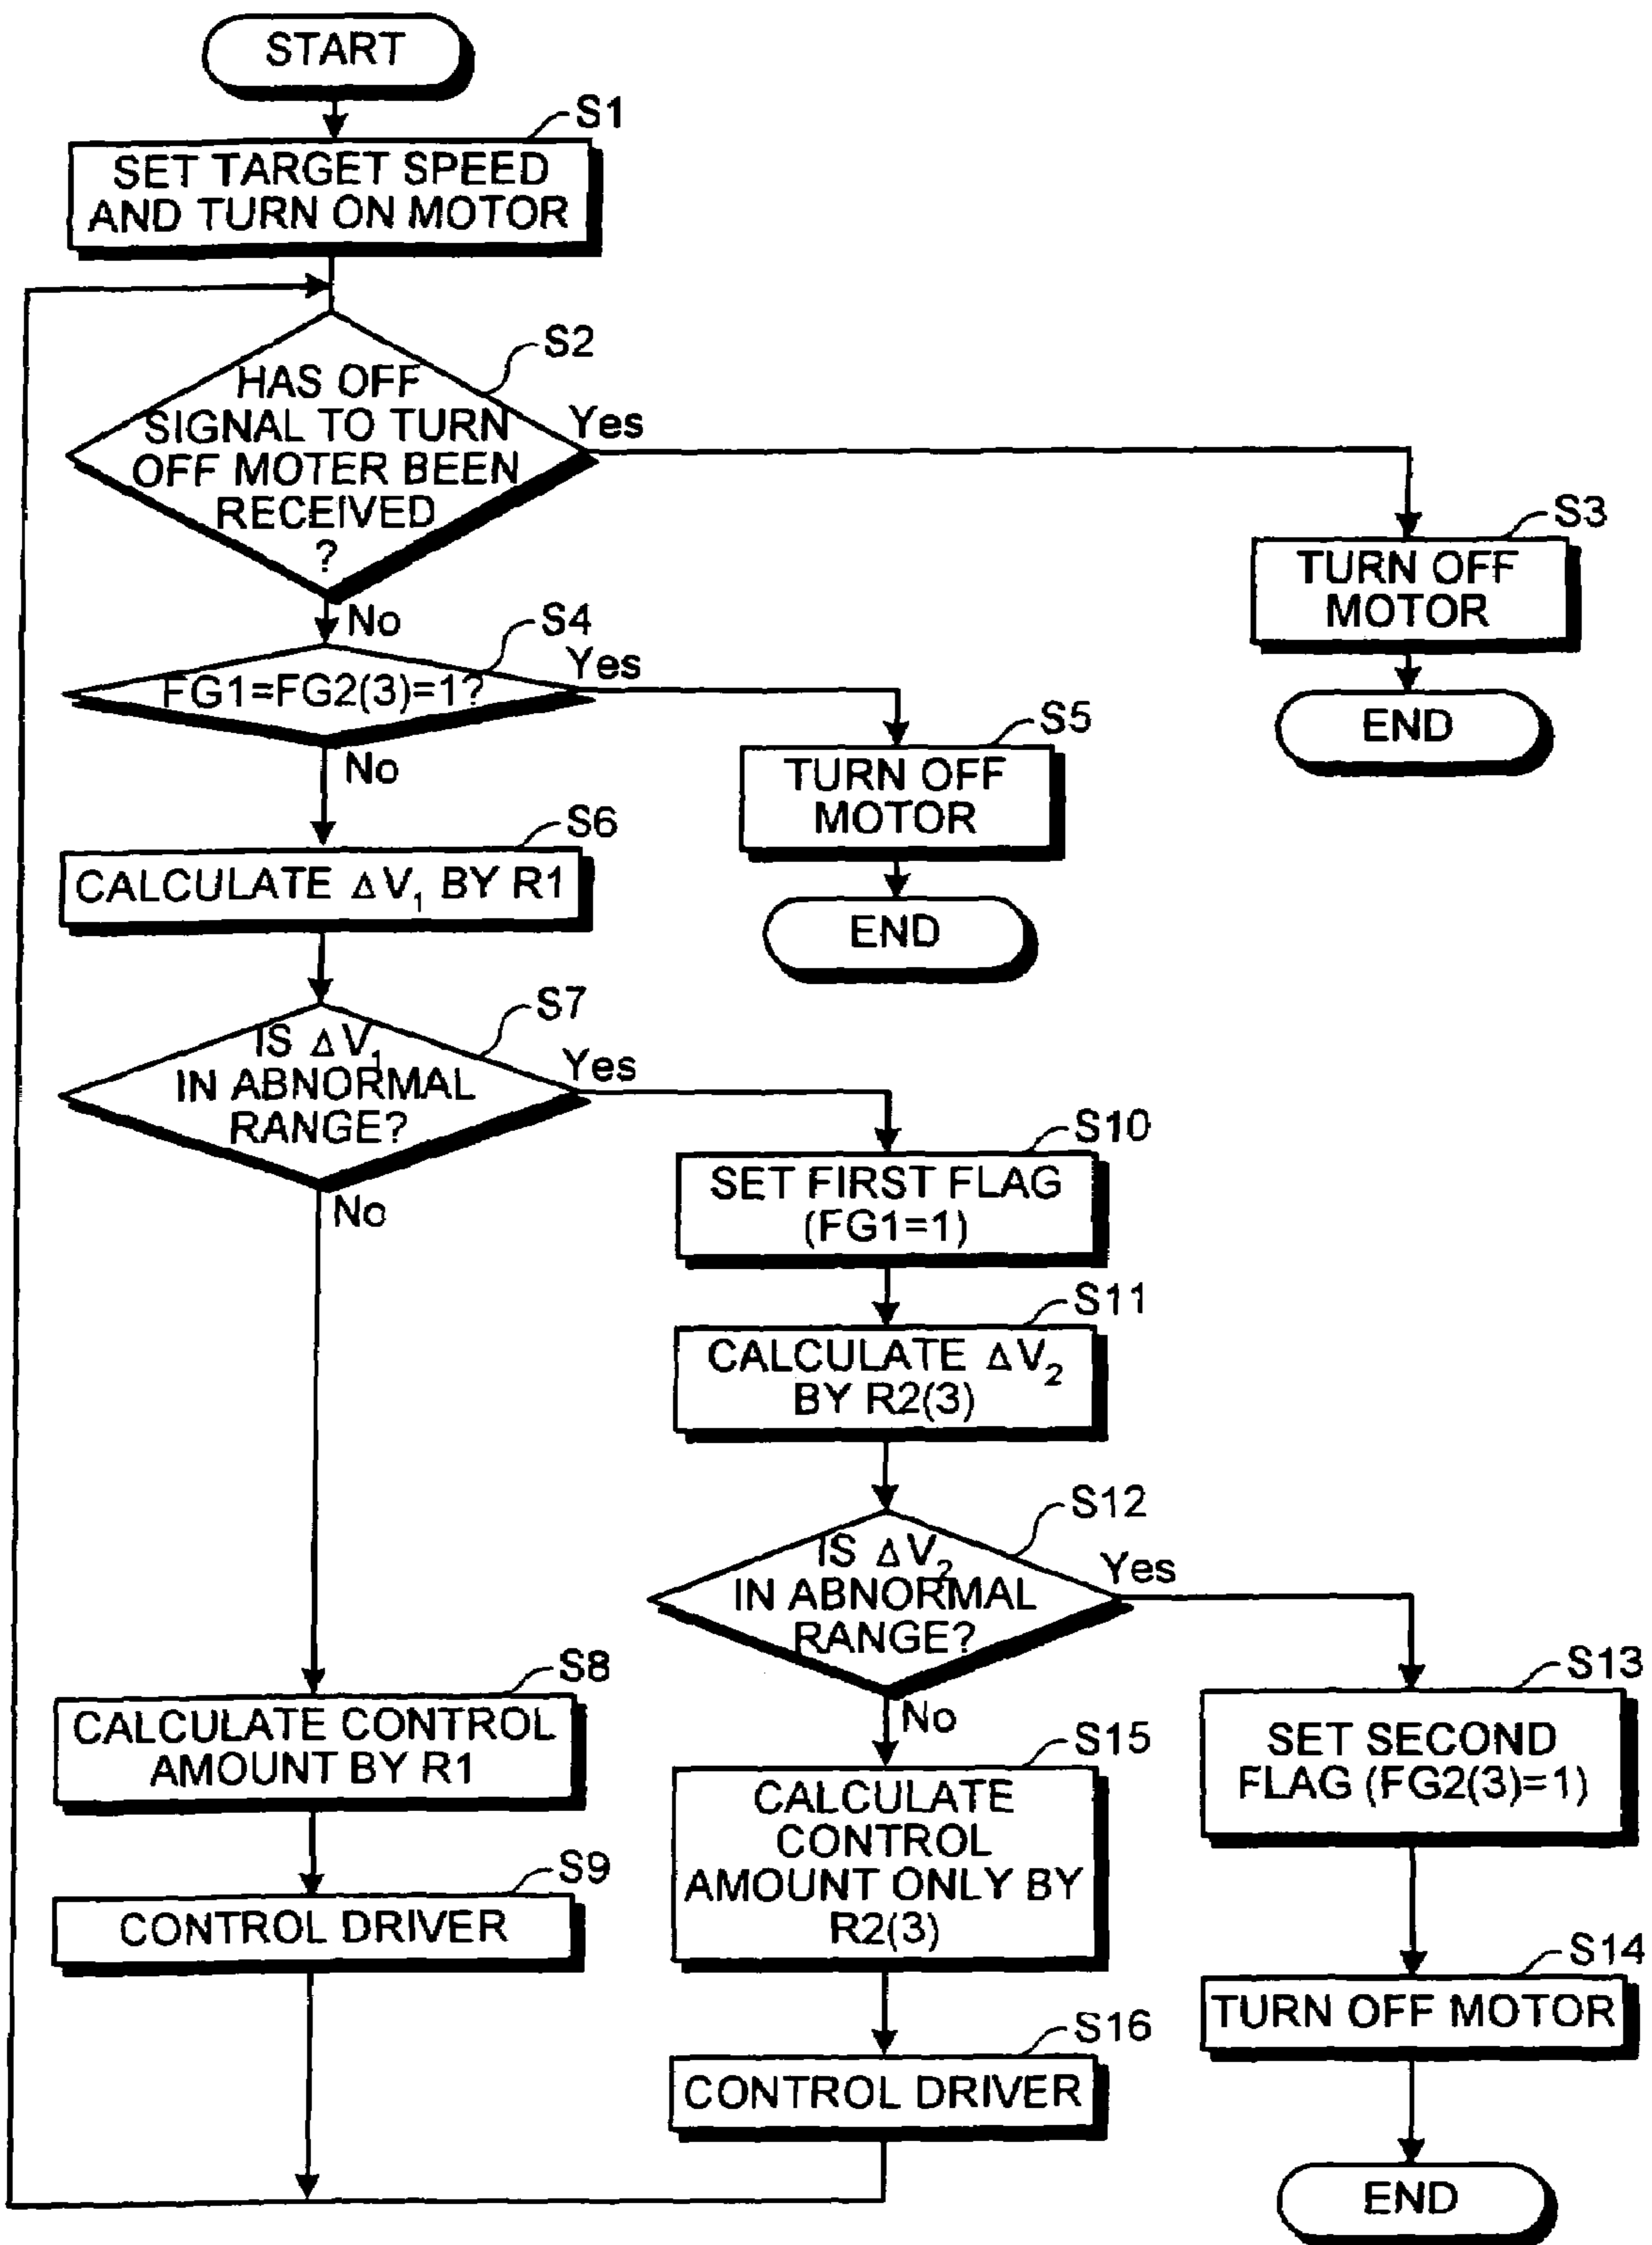 START
S1
SET TARGET SPEED
AND TURN ON MOTOR
S2
HAS OFF
SIGNAL TO TURN
OFF MOTER BEEN
RECEIVED
?
Yes
No
S3
TURN OFF
MOTOR
END
S4
FG1=FG2(3)=1?
Yes
No
S5
TURN OFF
MOTOR
END
S6
CALCULATE ΔV₁ BY R1
S7
IS ΔV₁
IN ABNORMAL
RANGE?
Yes
No
S10
SET FIRST FLAG
(FG1=1)
S11
CALCULATE ΔV₂
BY R2(3)
S12
IS ΔV₂
IN ABNORMAL
RANGE?
Yes
No
S8
CALCULATE CONTROL
AMOUNT BY R1
S9
CONTROL DRIVER
S15
CALCULATE
CONTROL
AMOUNT ONLY BY
R2(3)
S16
CONTROL DRIVER
S13
SET SECOND
FLAG (FG2(3)=1)
S14
TURN OFF MOTOR
END